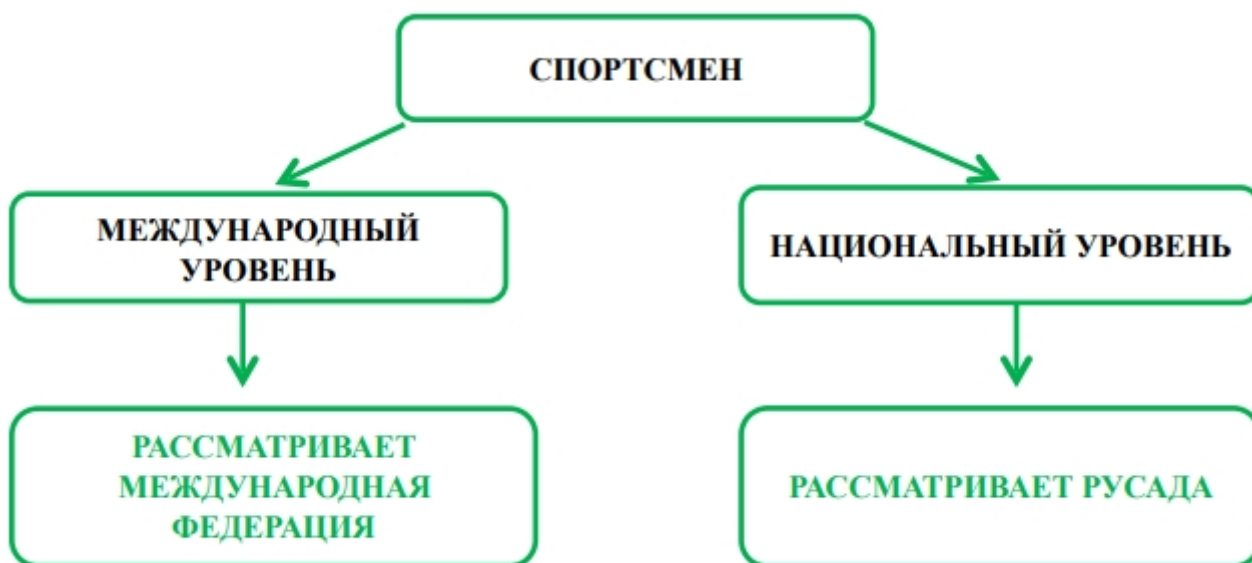 СПОРТСМЕН
МЕЖДУНАРОДНЫЙ
УРОВЕНЬ
НАЦИОНАЛЬНЫЙ УРОВЕНЬ
РАССМАТРИВАЕТ
МЕЖДУНАРОДНАЯ
ФЕДЕРАЦИЯ
РАССМАТРИВАЕТ РУСАДА